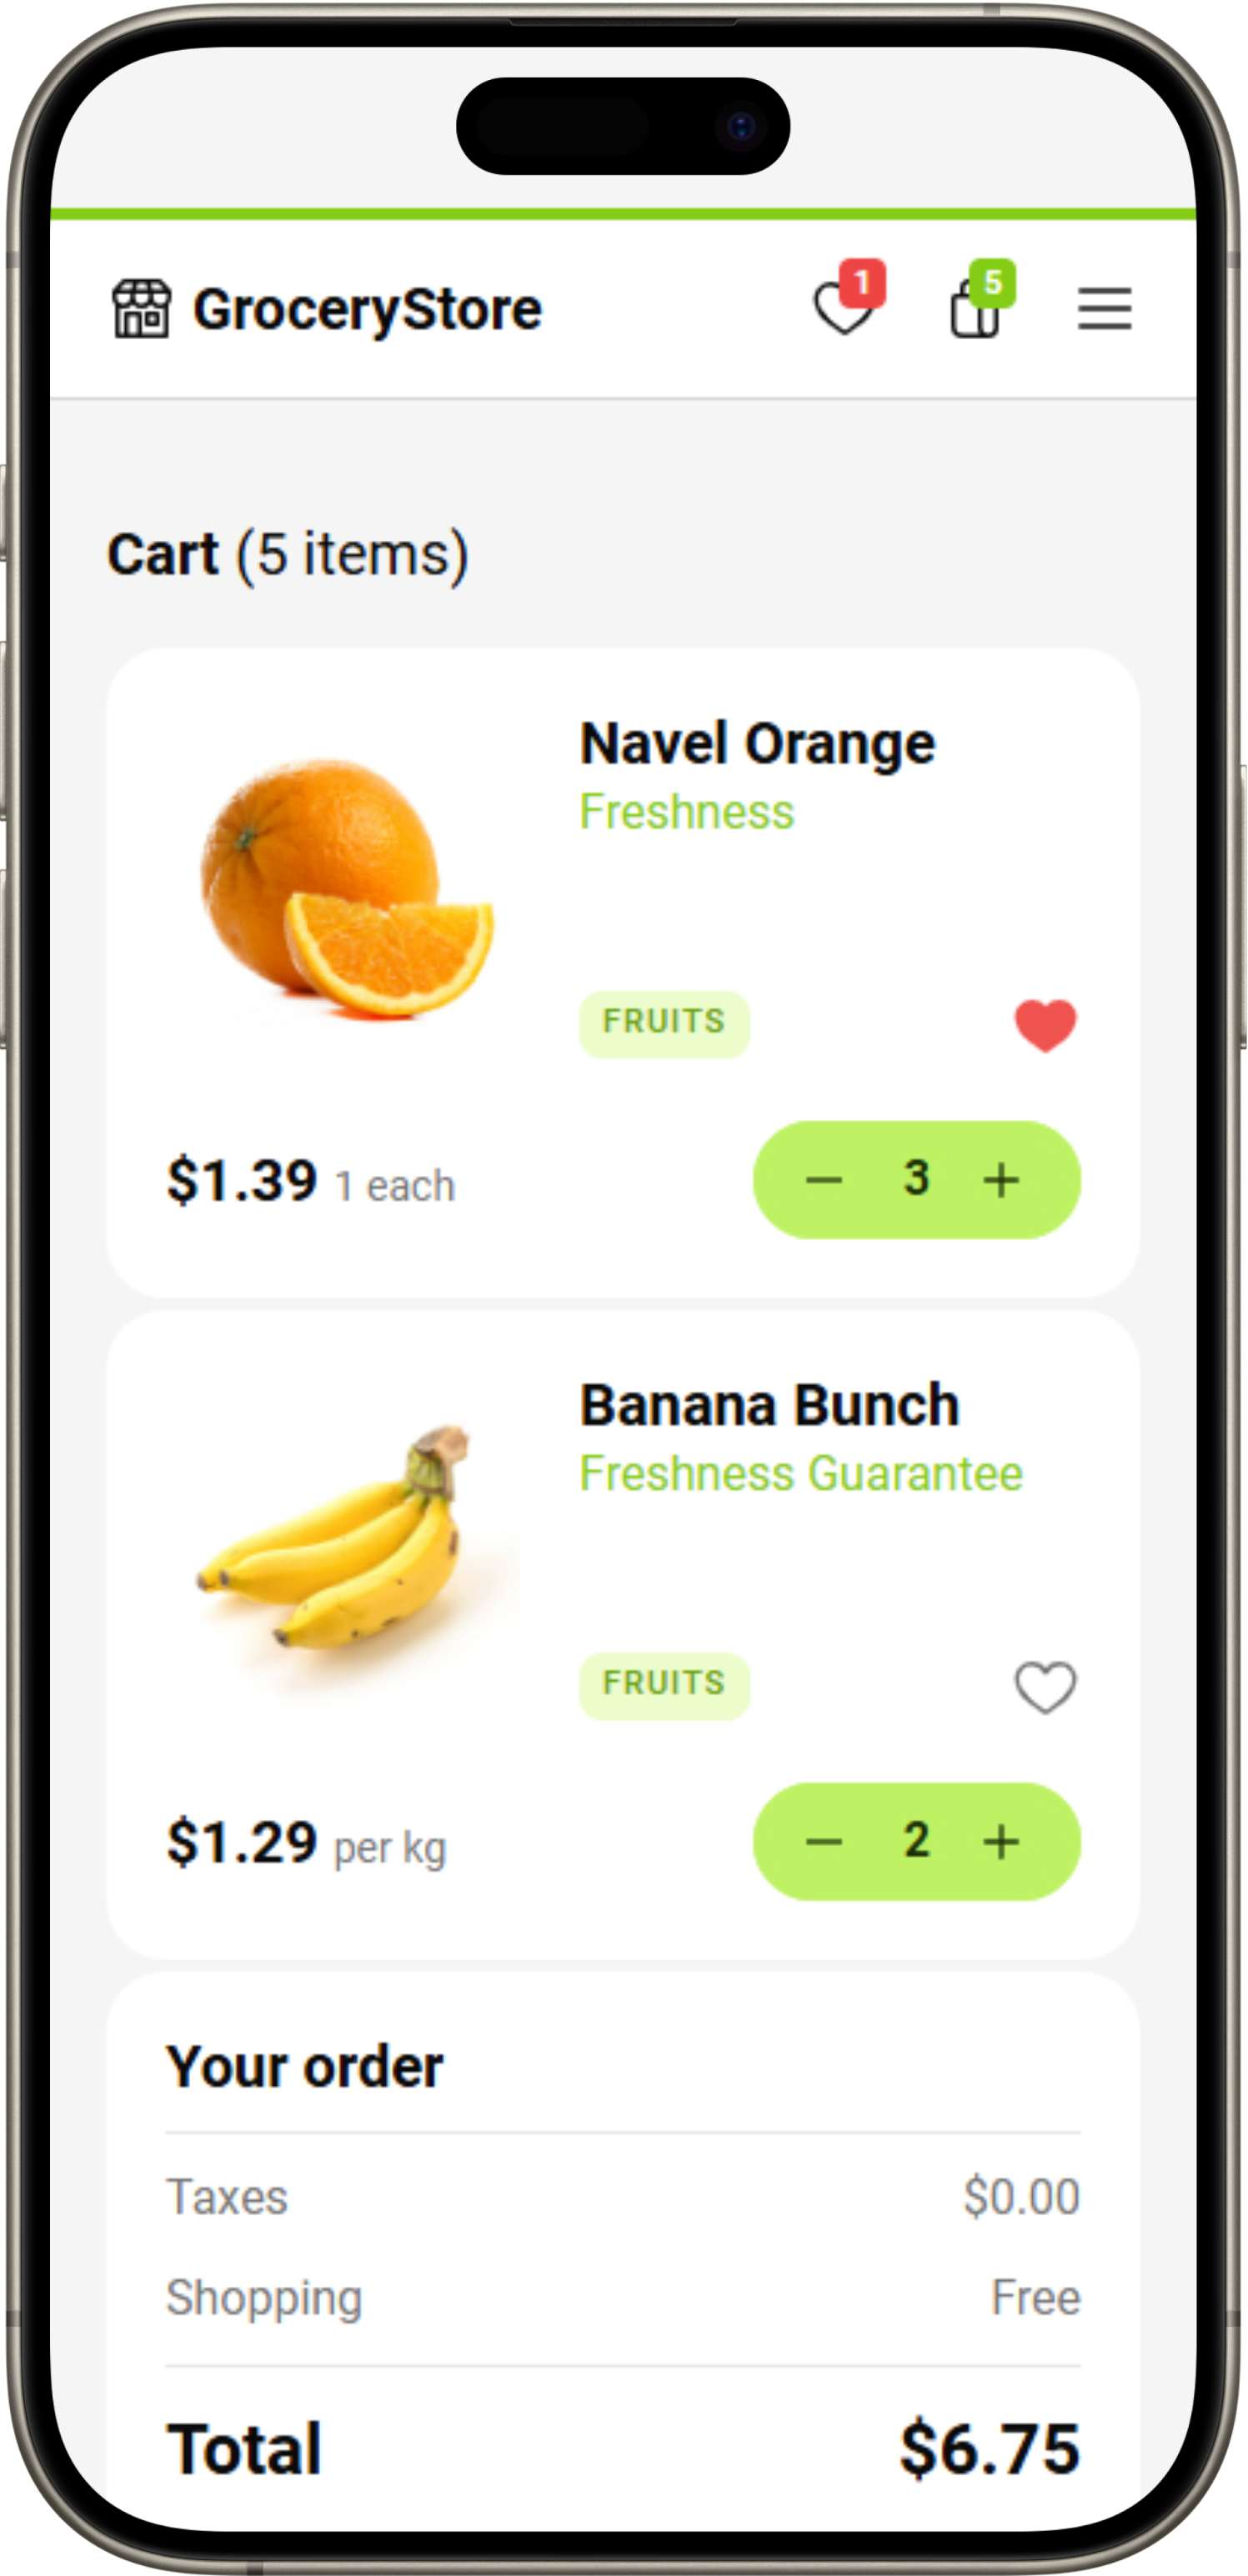 GroceryStore
1
5
Cart (5 items)
Navel Orange
Freshness
FRUITS
$1.39 1 each
3
Banana Bunch
Freshness Guarantee
FRUITS
$1.29 per kg
2
Your order
Taxes $0.00
Shopping Free
Total $6.75